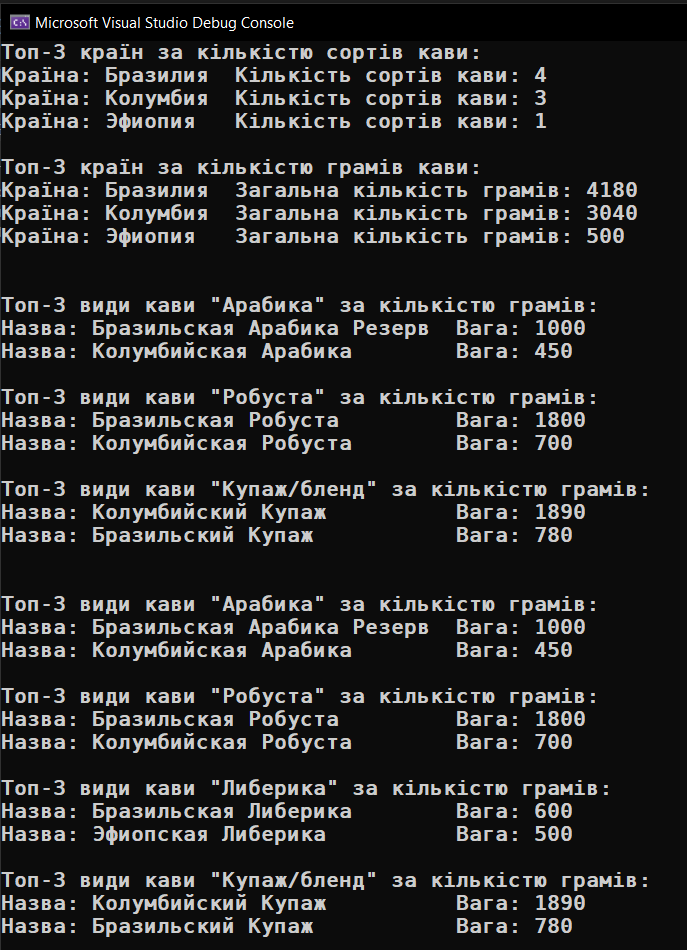 Microsoft Visual Studio Debug Console
Топ-3 країн за кількістю сортів кави:
Країна: Бразилия  Кількість сортів кави: 4
Країна: Колумбия  Кількість сортів кави: 3
Країна: Эфиопия   Кількість сортів кави: 1
Топ-3 країн за кількістю грамів кави:
Країна: Бразилия  Загальна кількість грамів: 4180
Країна: Колумбия  Загальна кількість грамів: 3040
Країна: Эфиопия   Загальна кількість грамів: 500
Топ-3 види кави "Арабика" за кількістю грамів:
Назва: Бразильская Арабика Резерв  Вага: 1000
Назва: Колумбийская Арабика        Вага: 450
Топ-3 види кави "Робуста" за кількістю грамів:
Назва: Бразильская Робуста         Вага: 1800
Назва: Колумбийская Робуста        Вага: 700
Топ-3 види кави "Купаж/бленд" за кількістю грамів:
Назва: Колумбийский Купаж          Вага: 1890
Назва: Бразильский Купаж           Вага: 780
Топ-3 види кави "Арабика" за кількістю грамів:
Назва: Бразильская Арабика Резерв  Вага: 1000
Назва: Колумбийская Арабика        Вага: 450
Топ-3 види кави "Робуста" за кількістю грамів:
Назва: Бразильская Робуста         Вага: 1800
Назва: Колумбийская Робуста        Вага: 700
Топ-3 види кави "Либерика" за кількістю грамів:
Назва: Бразильская Либерика        Вага: 600
Назва: Эфиопская Либерика          Вага: 500
Топ-3 види кави "Купаж/бленд" за кількістю грамів:
Назва: Колумбийский Купаж          Вага: 1890
Назва: Бразильский Купаж           Вага: 780